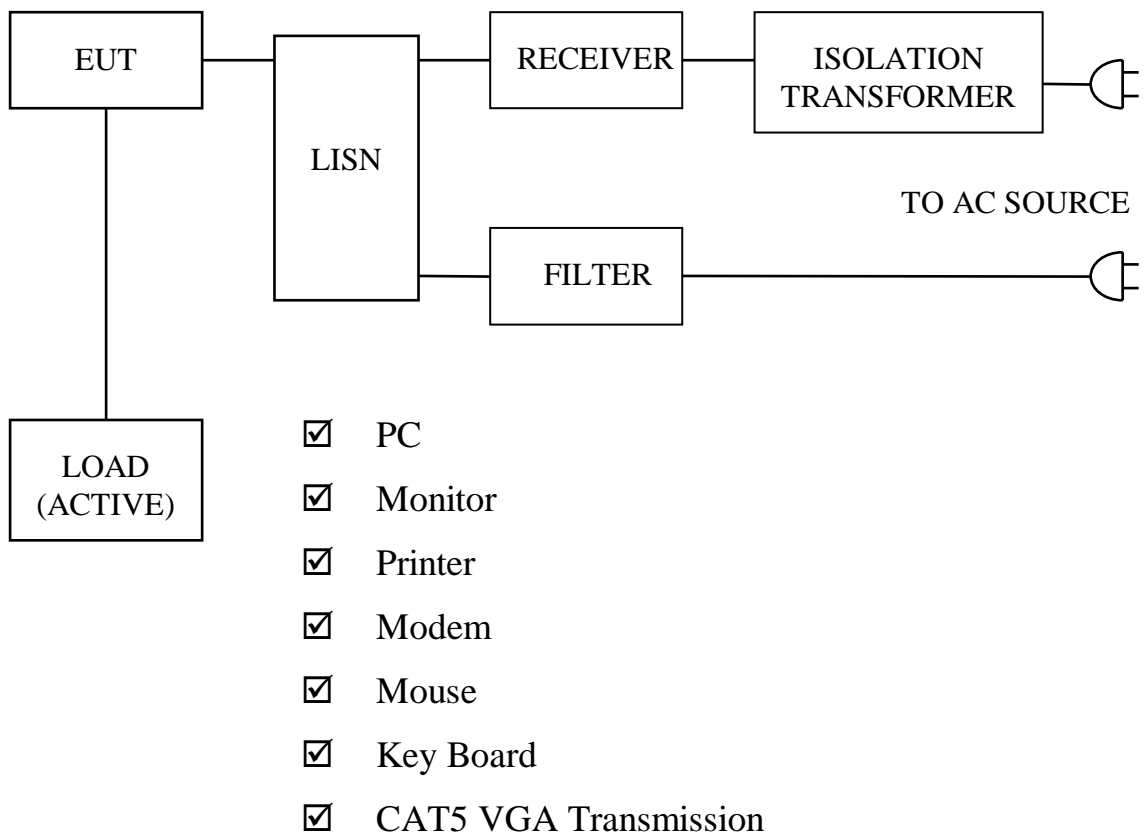 EUT
LISN
RECEIVER
ISOLATION
TRANSFORMER
TO AC SOURCE
FILTER
LOAD
(ACTIVE)
☑ PC
☑ Monitor
☑ Printer
☑ Modem
☑ Mouse
☑ Key Board
☑ CAT5 VGA Transmission